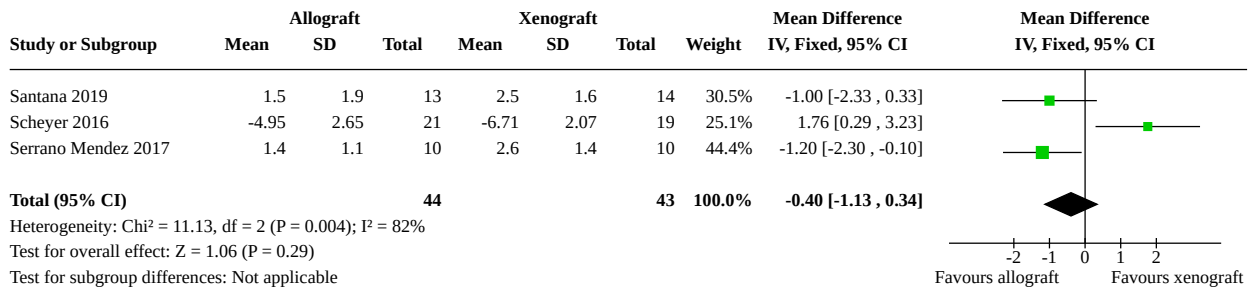 Allograft Xenograft Mean Difference Mean Difference
Study or Subgroup Mean SD Total Mean SD Total Weight IV, Fixed, 95% CI IV, Fixed, 95% CI
Santana 2019 1.5 1.9 13 2.5 1.6 14 30.5% -1.00 [-2.33 , 0.33]
Scheyer 2016 -4.95 2.65 21 -6.71 2.07 19 25.1% 1.76 [0.29 , 3.23]
Serrano Mendez 2017 1.4 1.1 10 2.6 1.4 10 44.4% -1.20 [-2.30 , -0.10]
Total (95% CI) 44 43 100.0% -0.40 [-1.13 , 0.34]
Heterogeneity: Chi² = 11.13, df = 2 (P = 0.004); I² = 82%
Test for overall effect: Z = 1.06 (P = 0.29) -2 -1 0 1 2
Test for subgroup differences: Not applicable Favours allograft Favours xenograft